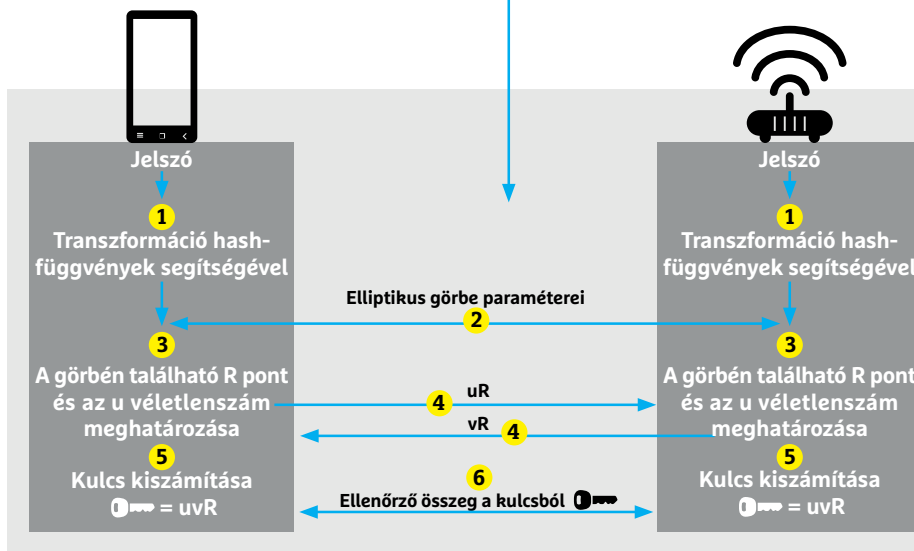 Jelszó
1
Transzformáció hash-
függvények segítségével
Jelszó
1
Transzformáció hash-
függvények segítségével
Elliptikus görbe paraméterei
2
3
A görbén található R pont
és az u véletlenszám
meghatározása
3
A görbén található R pont
és az u véletlenszám
meghatározása
4 uR
vR 4
5
Kulcs kiszámítása
= uvR
5
Kulcs kiszámítása
= uvR
6
Ellenőrző összeg a kulcsból